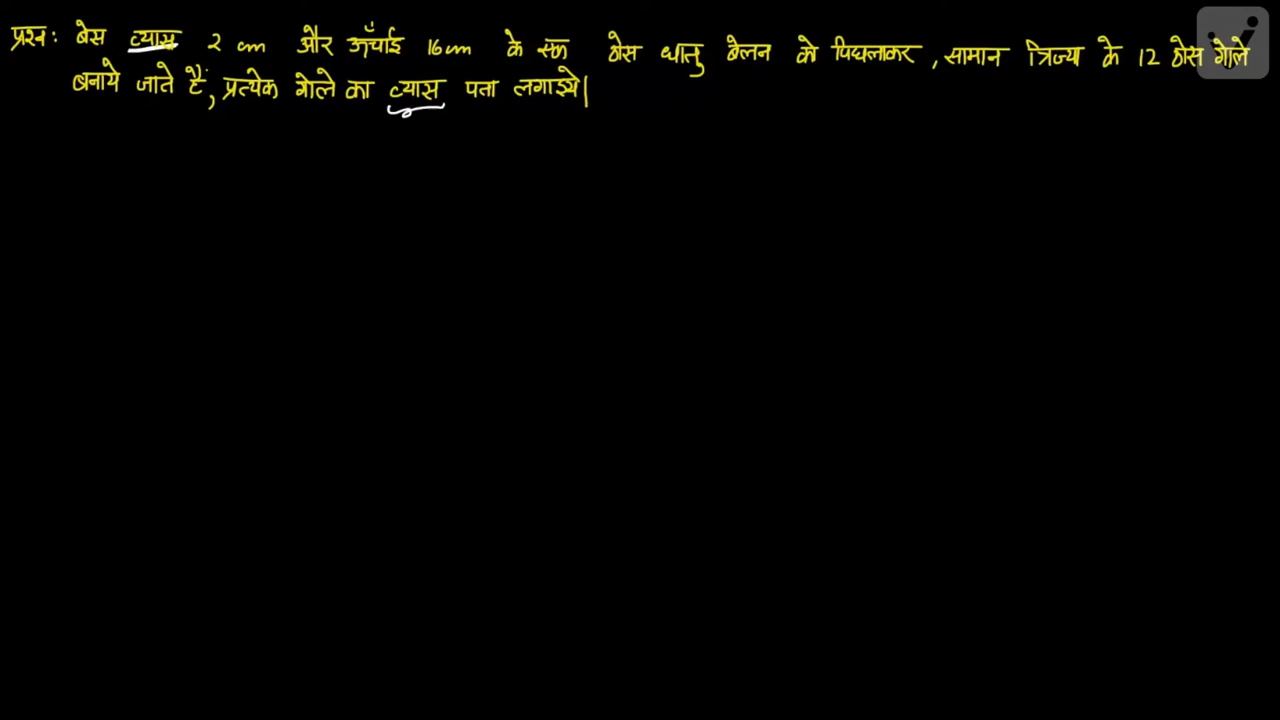 प्रश्न: बेस व्यास 2 cm और ऊँचाई 16 cm के एक ठोस धातु बेलन को पिघलाकर, सामान त्रिज्या के 12 ठोस गोले
बनाये जाते हैं, प्रत्येक गोले का व्यास पता लगाइये|